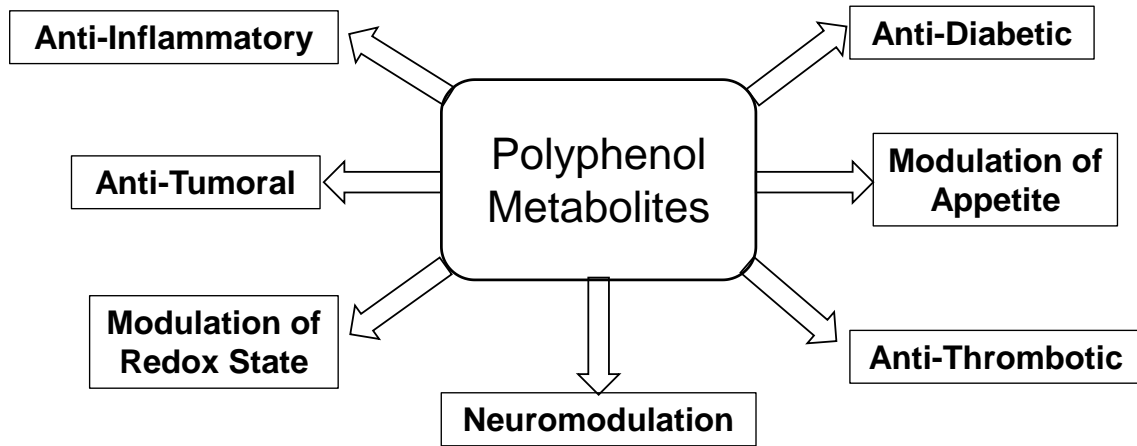 Anti-Inflammatory
Anti-Diabetic
Polyphenol
Metabolites
Anti-Tumoral
Modulation of
Appetite
Modulation of
Redox State
Anti-Thrombotic
Neuromodulation